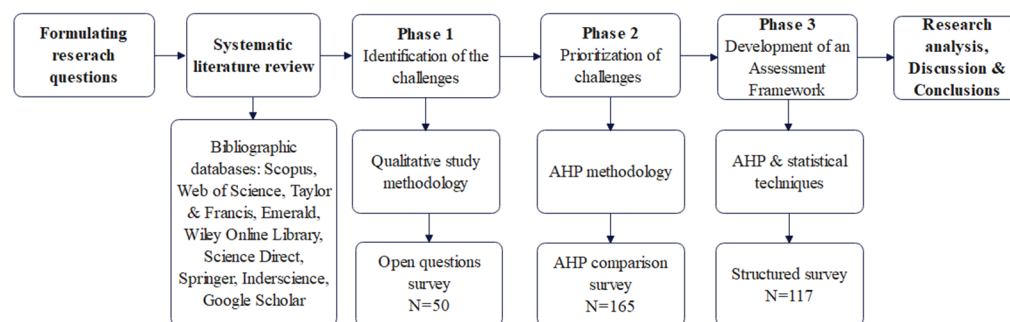 Formulating
reserach
questions
Systematic
literature review
Phase 1
Identification of the
challenges
Phase 2
Prioritization of
challenges
Phase 3
Development of an
Assessment
Framework
Research
analysis,
Discussion &
Conclusions
Bibliographic
databases: Scopus,
Web of Science, Taylor
& Francis, Emerald,
Wiley Online Library,
Science Direct,
Springer, Inderscience,
Google Scholar
Qualitative study
methodology
AHP methodology
AHP & statistical
techniques
Open questions
survey
N=50
AHP comparison
survey
N=165
Structured survey
N=117